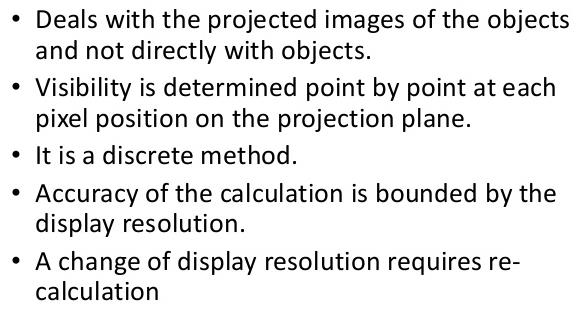 • Deals with the projected images of the objects
and not directly with objects.
• Visibility is determined point by point at each
pixel position on the projection plane.
• It is a discrete method.
• Accuracy of the calculation is bounded by the
display resolution.
• A change of display resolution requires re-
calculation